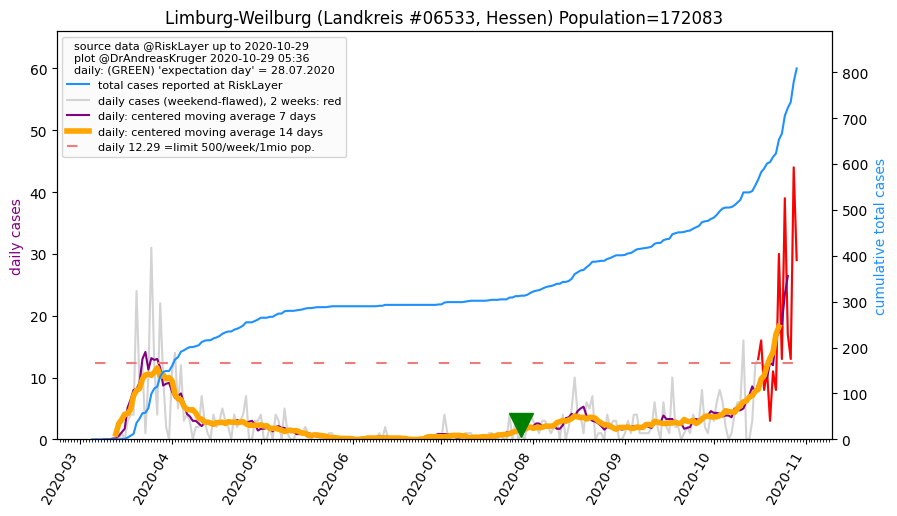 Limburg-Weilburg (Landkreis #06533, Hessen) Population=172083
source data @RiskLayer up to 2020-10-29
plot @DrAndreasKruger 2020-10-29 05:36
daily: (GREEN) 'expectation day' = 28.07.2020
total cases reported at RiskLayer
daily cases (weekend-flawed), 2 weeks: red
daily: centered moving average 7 days
daily: centered moving average 14 days
daily 12.29 =limit 500/week/1mio pop.
daily cases
60
50
40
30
20
10
0
cumulative total cases
800
700
600
500
400
300
200
100
0
2020-03
2020-04
2020-05
2020-06
2020-07
2020-08
2020-09
2020-10
2020-11